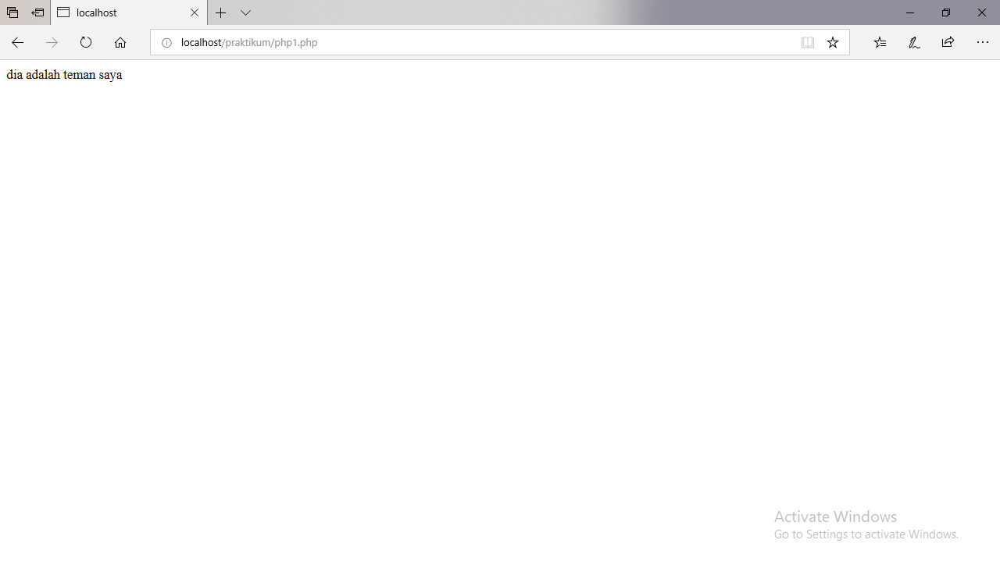 localhost
localhost/praktikum/php1.php
dia adalah teman saya
Activate Windows
Go to Settings to activate Windows.